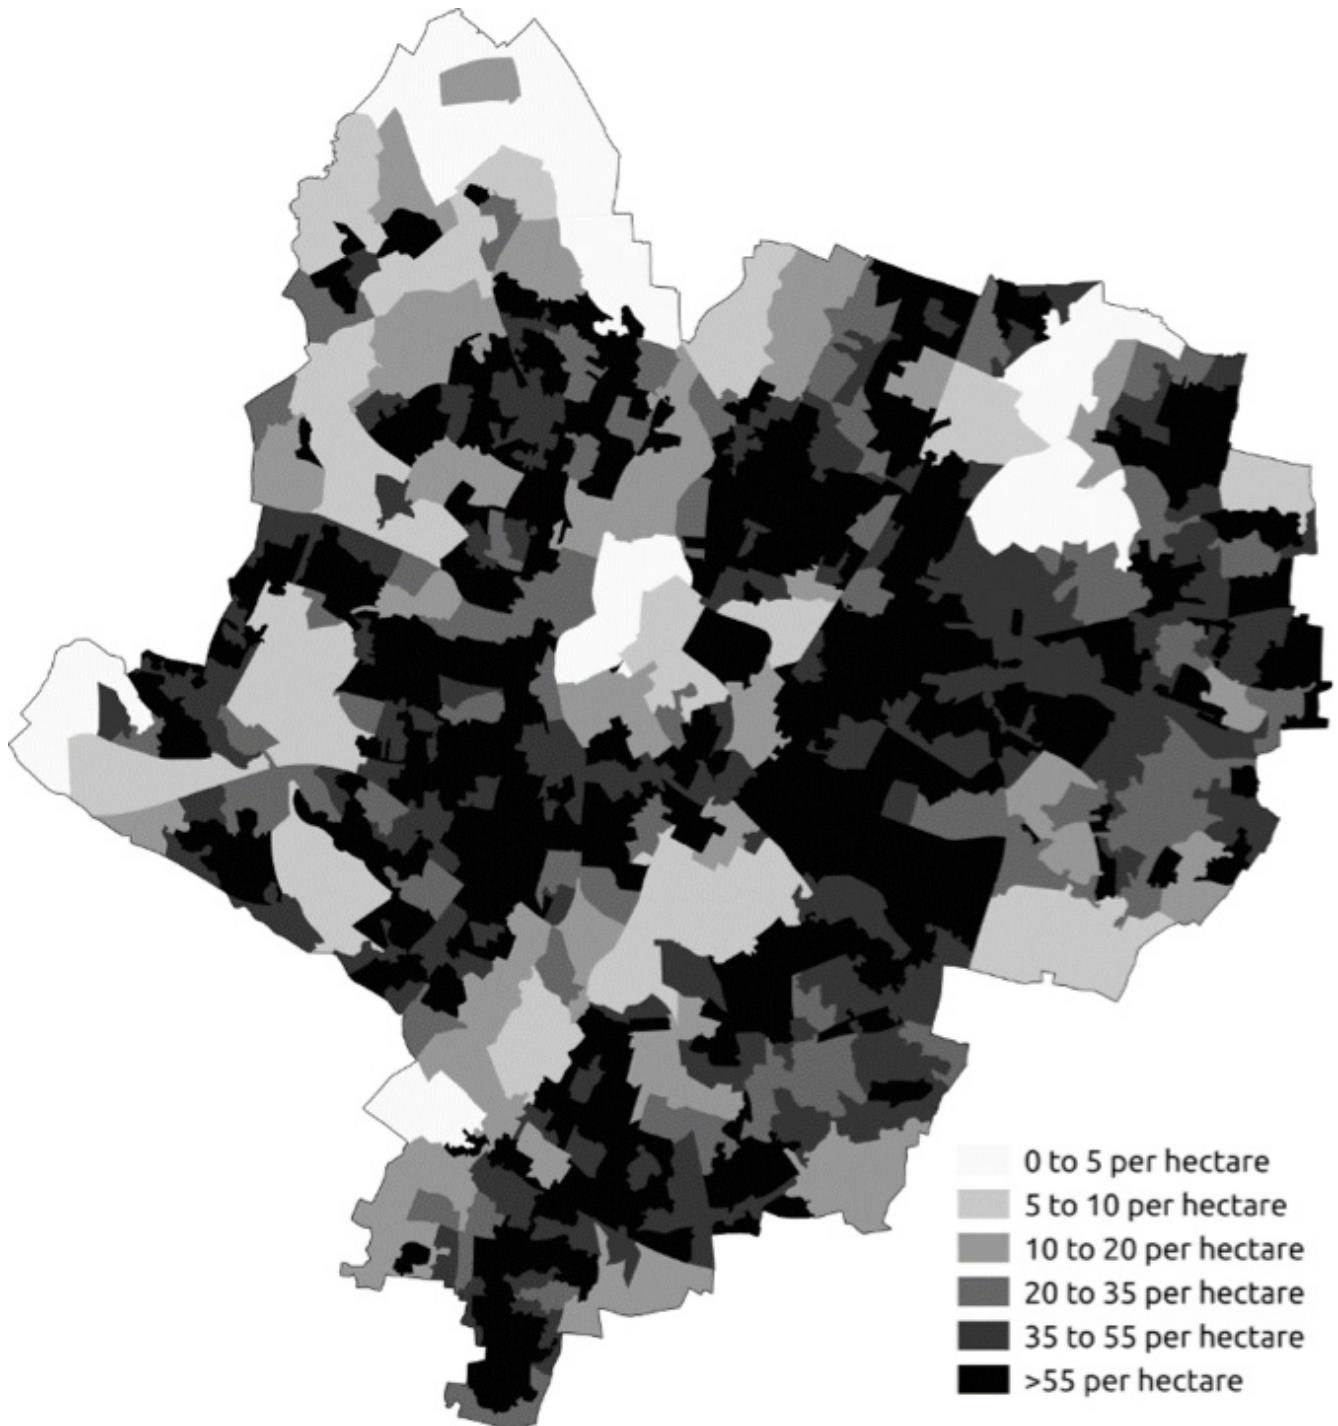 0 to 5 per hectare
5 to 10 per hectare
10 to 20 per hectare
20 to 35 per hectare
35 to 55 per hectare
>55 per hectare